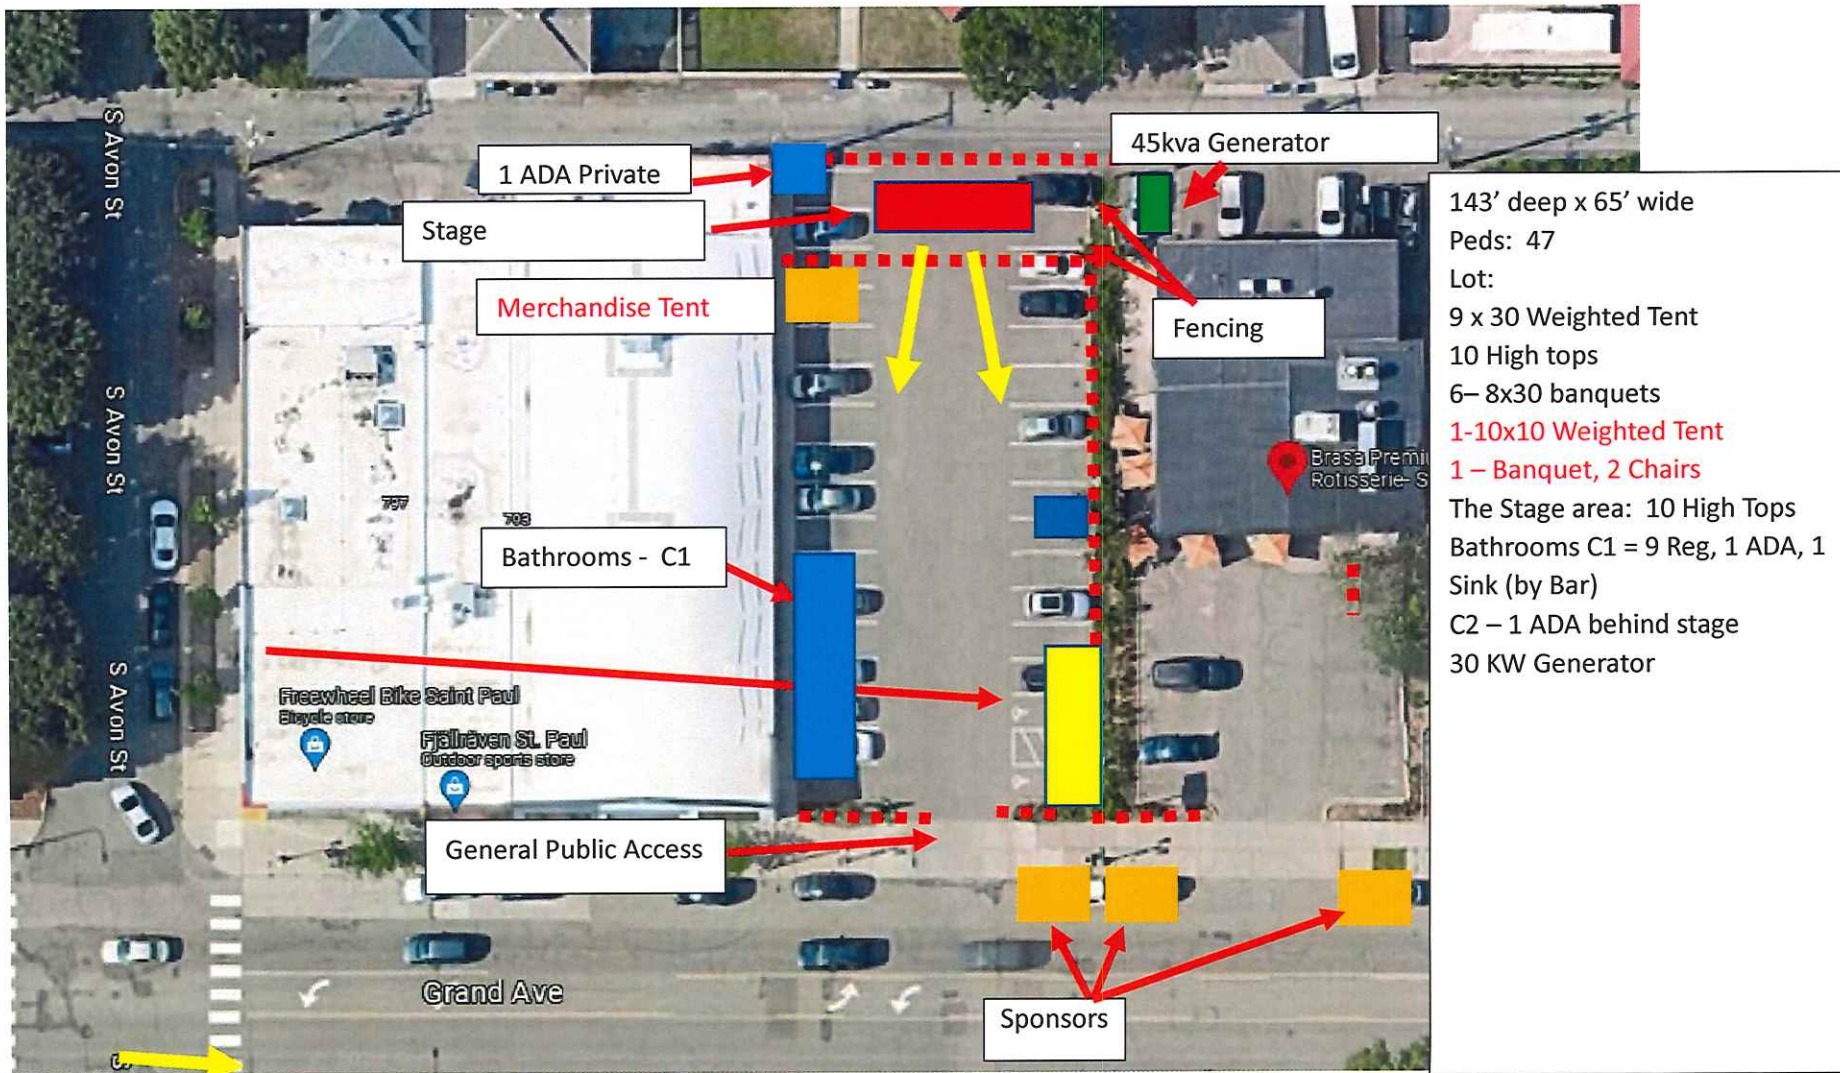 S Avon St
S Avon St
S Avon St
1 ADA Private
Stage
Merchandise Tent
45kva Generator
Fencing
Bathrooms - C1
General Public Access
Sponsors
797
793
Freewheel Bike Saint Paul
Bicycle store
Fjällräven St. Paul
Outdoor sports store
Brasa Premi
Rotisserie- S
Grand Ave
143’ deep x 65’ wide
Peds: 47
Lot:
9 x 30 Weighted Tent
10 High tops
6– 8x30 banquets
1-10x10 Weighted Tent
1 – Banquet, 2 Chairs
The Stage area: 10 High Tops
Bathrooms C1 = 9 Reg, 1 ADA, 1
Sink (by Bar)
C2 – 1 ADA behind stage
30 KW Generator